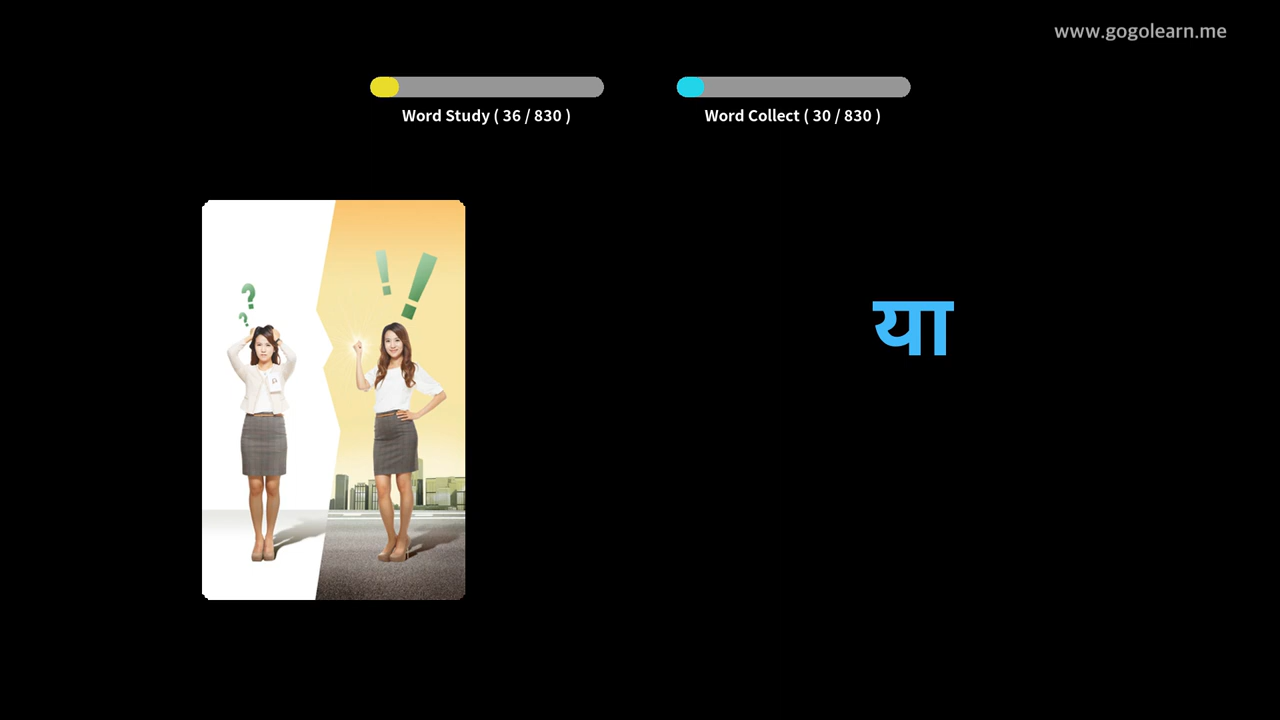 www.gogolearn.me
Word Study ( 36 / 830 )
Word Collect ( 30 / 830 )
? !!
?
या